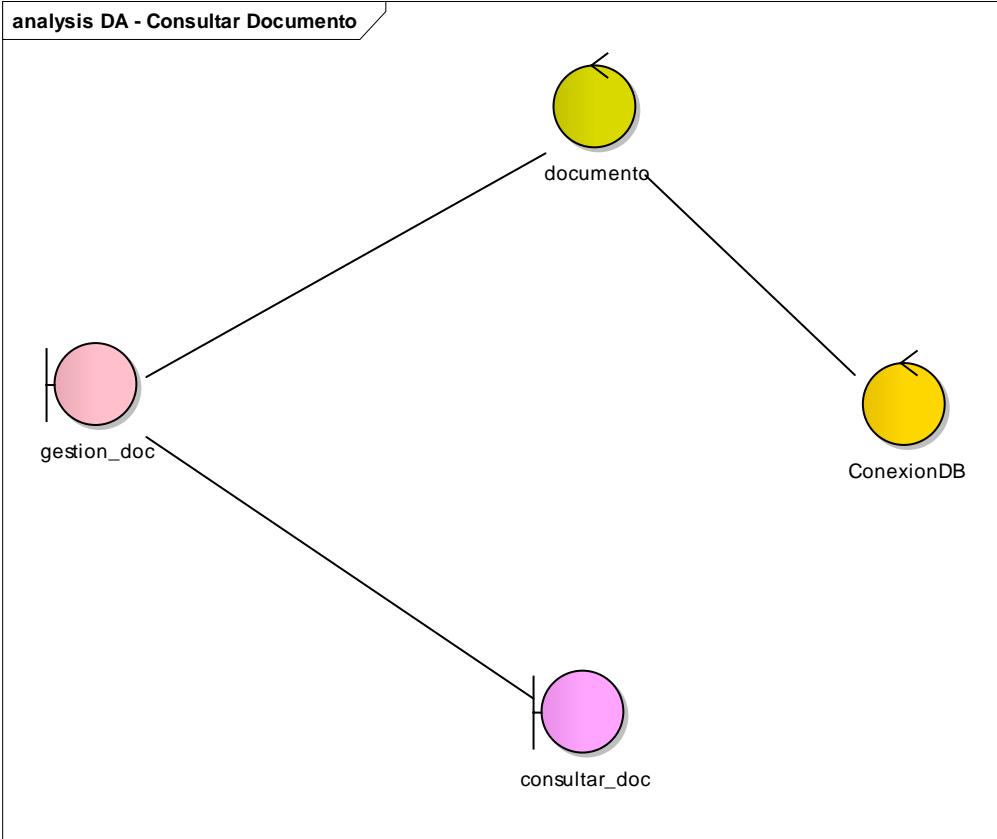 analysis DA - Consultar Documento
documento
gestion_doc
ConexionDB
consultar_doc